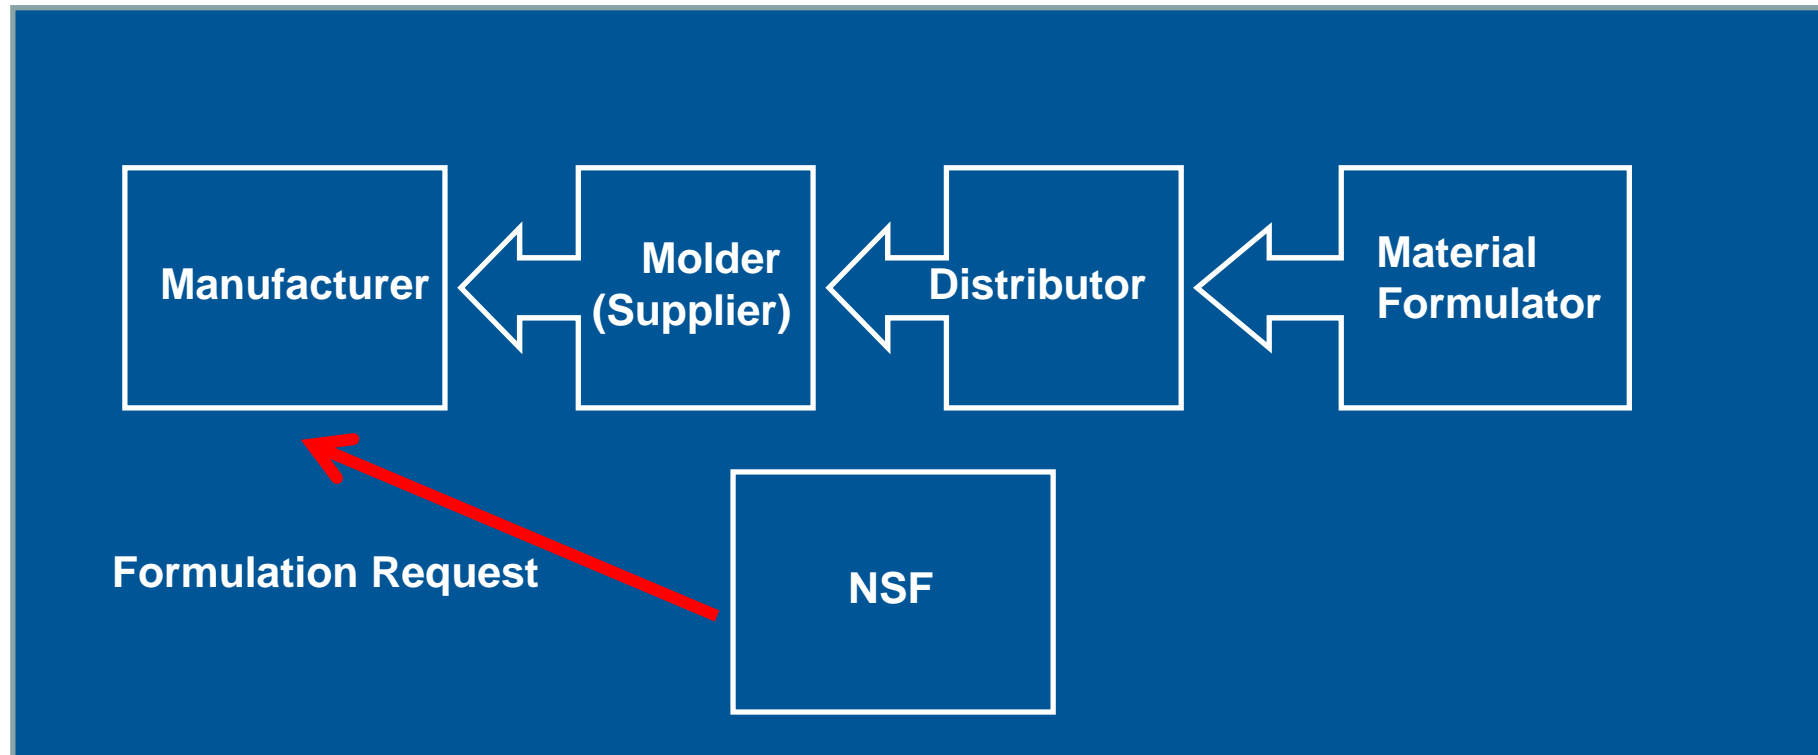 Manufacturer
Molder
(Supplier)
Distributor
Material
Formulator
Formulation Request
NSF